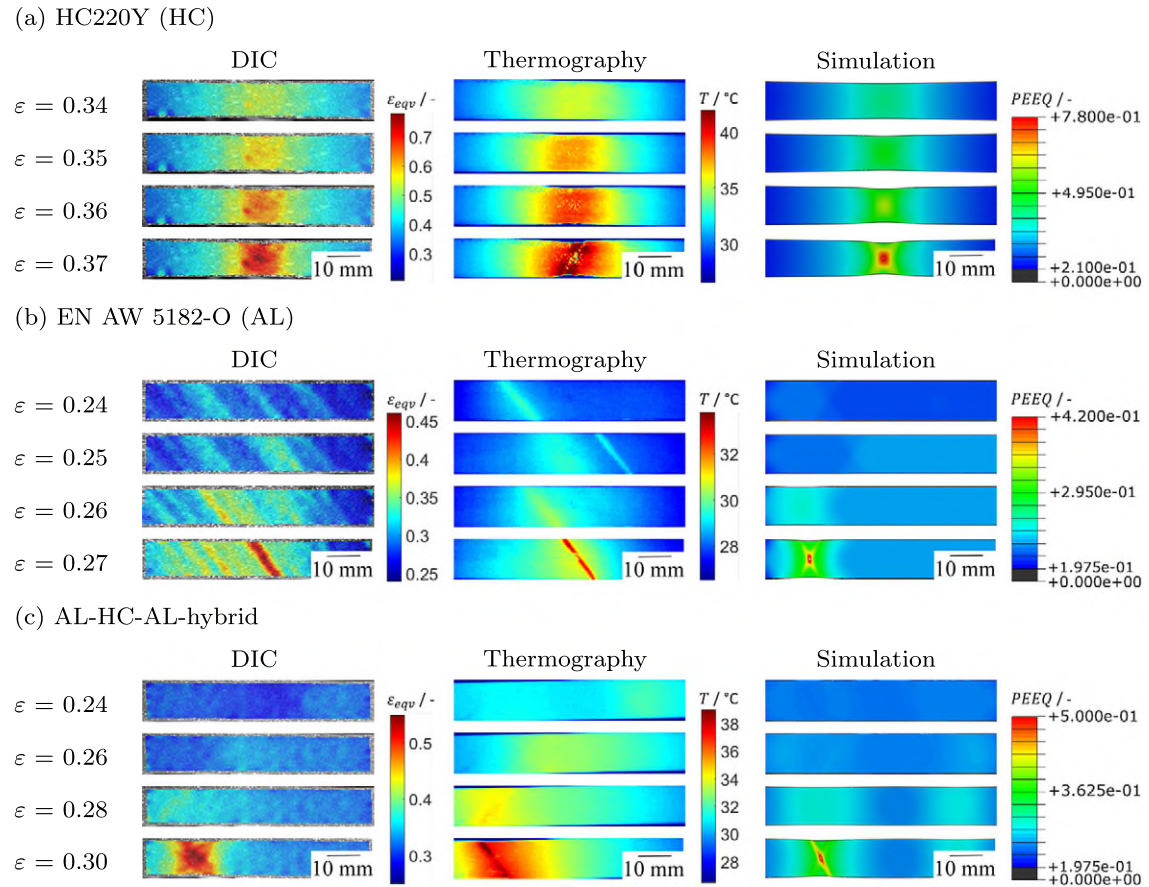 (a) HC220Y (HC)
DIC Thermography Simulation
ε = 0.34
ε = 0.35
ε = 0.36
ε = 0.37
εeqv / -
0.7
0.6
0.5
0.4
0.3
10 mm
T / °C
40
35
30
10 mm
PEEQ / -
+7.800e-01
+4.950e-01
+2.100e-01
+0.000e+00
10 mm
(b) EN AW 5182-O (AL)
DIC Thermography Simulation
ε = 0.24
ε = 0.25
ε = 0.26
ε = 0.27
εeqv / -
0.45
0.40
0.35
0.30
0.25
10 mm
T / °C
32
30
28
10 mm
PEEQ / -
+4.200e-01
+2.950e-01
+1.975e-01
+0.000e+00
10 mm
(c) AL-HC-AL-hybrid
DIC Thermography Simulation
ε = 0.24
ε = 0.26
ε = 0.28
ε = 0.30
εeqv / -
0.5
0.4
0.3
10 mm
T / °C
38
36
34
32
30
28
10 mm
PEEQ / -
+5.000e-01
+3.625e-01
+1.975e-01
+0.000e+00
10 mm